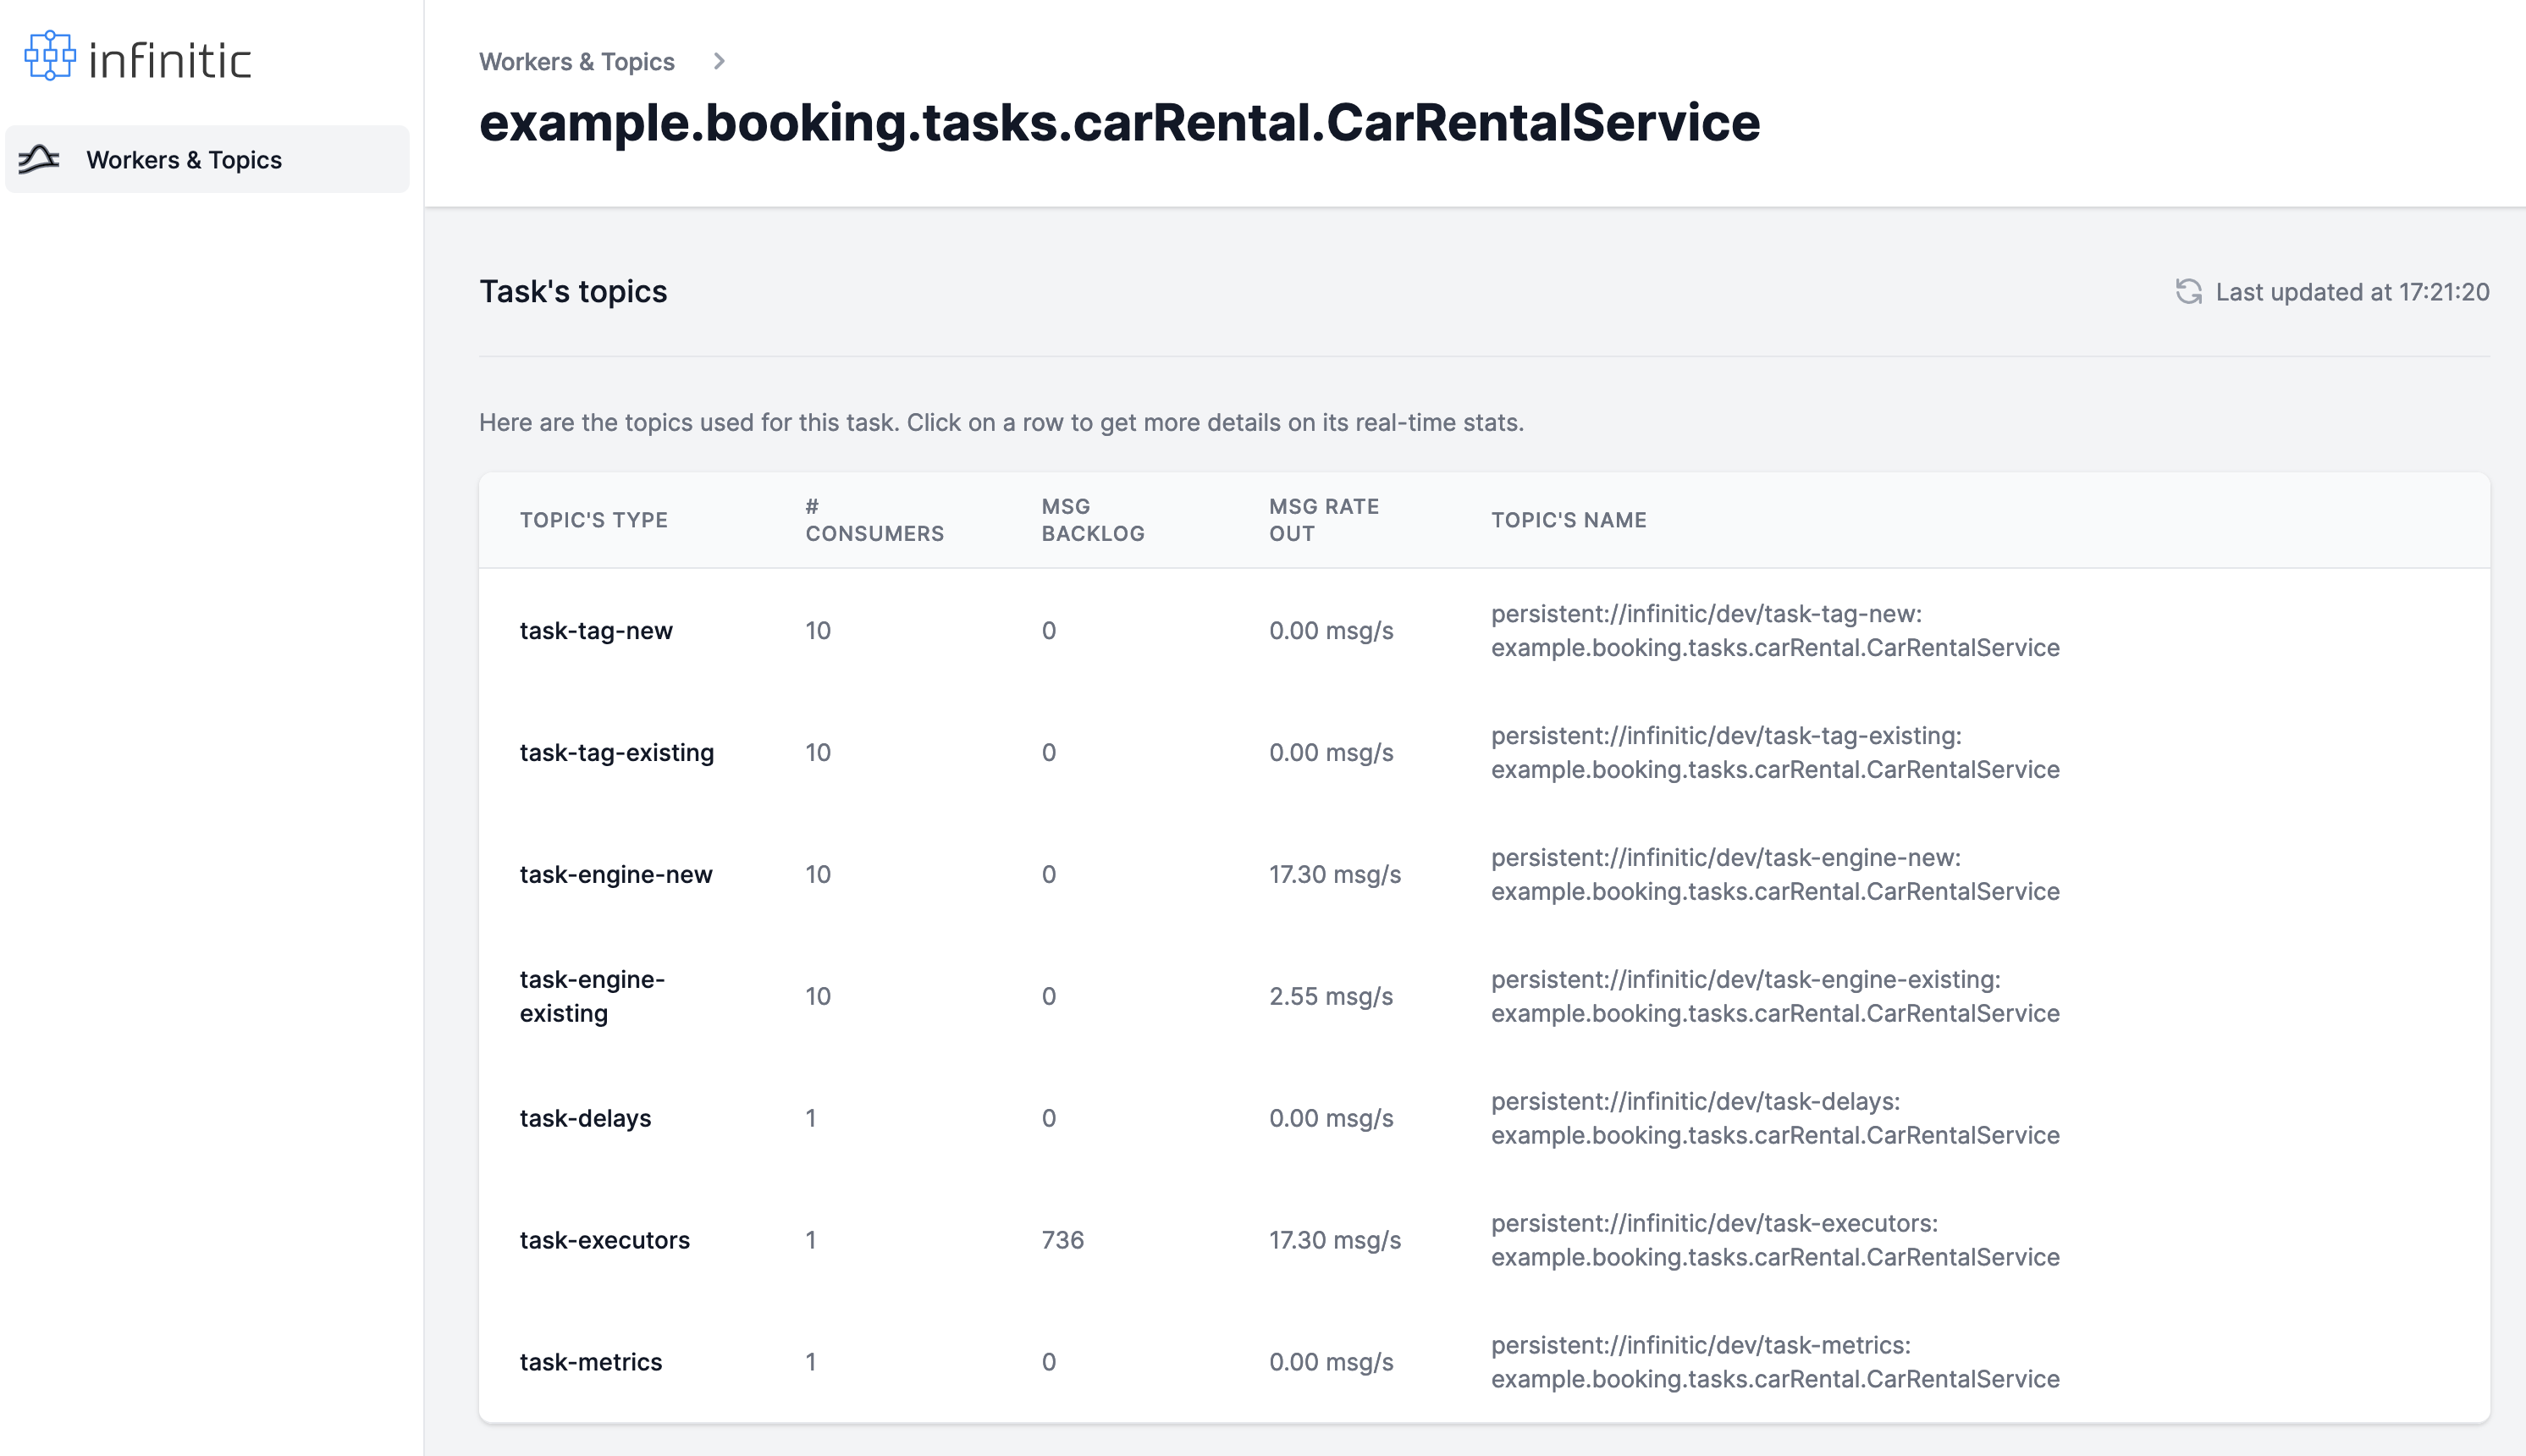 infinitic
Workers & Topics
Workers & Topics
example.booking.tasks.carRental.CarRentalService
Task's topics
Last updated at 17:21:20
Here are the topics used for this task. Click on a row to get more details on its real-time stats.
TOPIC'S TYPE
#
CONSUMERS
MSG
BACKLOG
MSG RATE
OUT
TOPIC'S NAME
task-tag-new
10
0
0.00 msg/s
persistent://infinitic/dev/task-tag-new:
example.booking.tasks.carRental.CarRentalService
task-tag-existing
10
0
0.00 msg/s
persistent://infinitic/dev/task-tag-existing:
example.booking.tasks.carRental.CarRentalService
task-engine-new
10
0
17.30 msg/s
persistent://infinitic/dev/task-engine-new:
example.booking.tasks.carRental.CarRentalService
task-engine-
existing
10
0
2.55 msg/s
persistent://infinitic/dev/task-engine-existing:
example.booking.tasks.carRental.CarRentalService
task-delays
1
0
0.00 msg/s
persistent://infinitic/dev/task-delays:
example.booking.tasks.carRental.CarRentalService
task-executors
1
736
17.30 msg/s
persistent://infinitic/dev/task-executors:
example.booking.tasks.carRental.CarRentalService
task-metrics
1
0
0.00 msg/s
persistent://infinitic/dev/task-metrics:
example.booking.tasks.carRental.CarRentalService